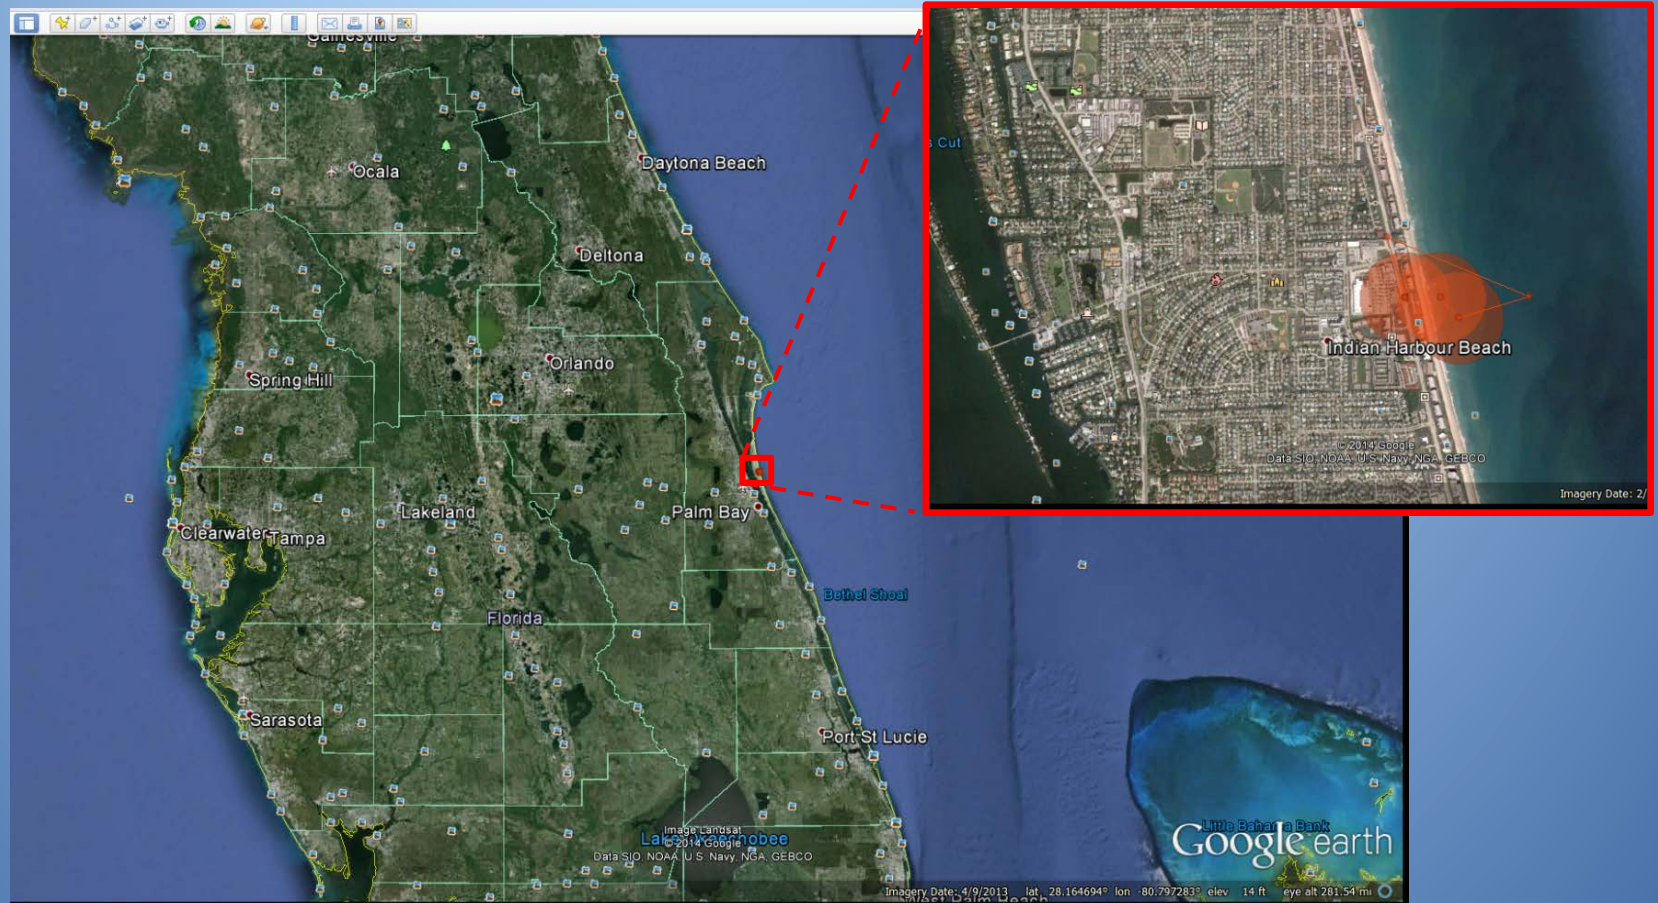 Gainesville
Ocala
Daytona Beach
Deltona
Orlando
Spring Hill
Lakeland
Palm Bay
Clearwater
Tampa
Bethel Shoal
Florida
Sarasota
Port St Lucie
Image Landsat
© 2014 Google
Data SIO, NOAA, U.S. Navy, NGA, GEBCO
Little Bahama Bank
Google earth
Imagery Date: 4/9/2013 lat 28.164694° lon -80.797283° elev 14 ft eye alt 281.54 mi
West Palm Beach
s Cut
Indian Harbour Beach
© 2014 Google
Data SIO, NOAA, U.S. Navy, NGA, GEBCO
Imagery Date: 2/